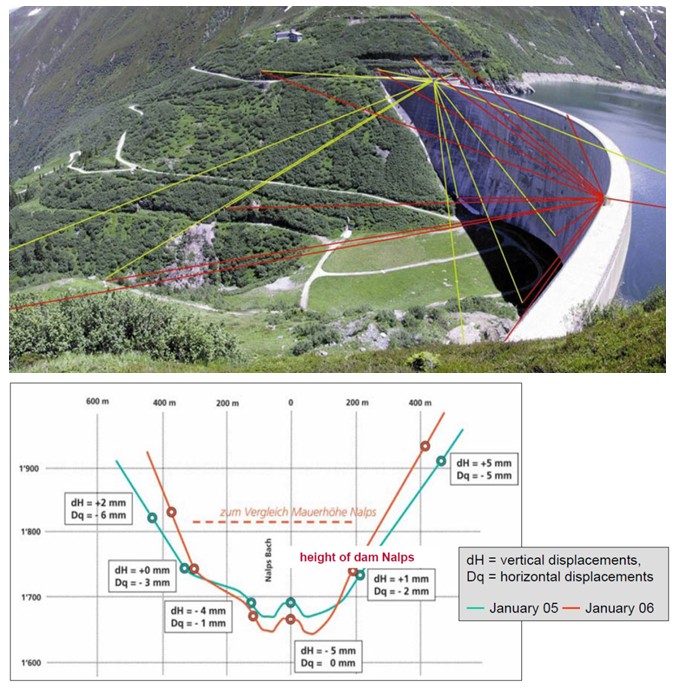 600 m 400 m 200 m 0 200 m 400 m
1'900
1'800
1'700
1'600
dH = +2 mm
Dq = - 6 mm
dH = +0 mm
Dq = - 3 mm
dH = - 4 mm
Dq = - 1 mm
dH = - 5 mm
Dq = 0 mm
dH = +1 mm
Dq = - 2 mm
dH = +5 mm
Dq = - 5 mm
zum Vergleich Mauerhöhe Nalps
height of dam Nalps
Nalps Bach
dH = vertical displacements,
Dq = horizontal displacements
January 05 January 06